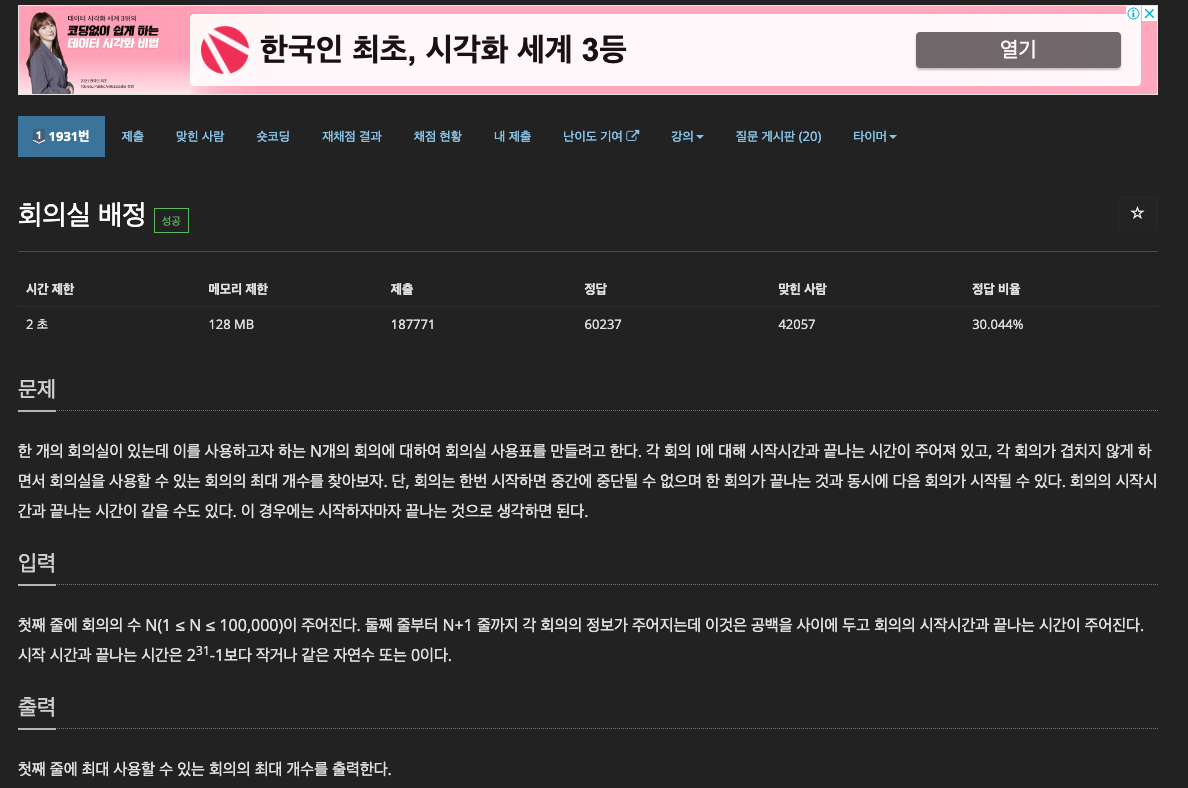 데이터 시각화 세계 3위의
코딩없이 쉽게 하는
데이터 시각화 비법
한국인 최초, 시각화 세계 3등
열기
1 1931번 제출 맞힌 사람 숏코딩 재채점 결과 채점 현황 내 제출 난이도 기여 강의 질문 게시판 (20) 타이머
회의실 배정 성공
시간 제한 메모리 제한 제출 정답 맞힌 사람 정답 비율
2 초 128 MB 187771 60237 42057 30.044%
문제
한 개의 회의실이 있는데 이를 사용하고자 하는 N개의 회의에 대하여 회의실 사용표를 만들려고 한다. 각 회의 I에 대해 시작시간과 끝나는 시간이 주어져 있고, 각 회의가 겹치지 않게 하
면서 회의실을 사용할 수 있는 회의의 최대 개수를 찾아보자. 단, 회의는 한번 시작하면 중간에 중단될 수 없으며 한 회의가 끝나는 것과 동시에 다음 회의가 시작될 수 있다. 회의의 시작시
간과 끝나는 시간이 같을 수도 있다. 이 경우에는 시작하자마자 끝나는 것으로 생각하면 된다.
입력
첫째 줄에 회의의 수 N(1 ≤ N ≤ 100,000)이 주어진다. 둘째 줄부터 N+1 줄까지 각 회의의 정보가 주어지는데 이것은 공백을 사이에 두고 회의의 시작시간과 끝나는 시간이 주어진다.
시작 시간과 끝나는 시간은 2³¹-1보다 작거나 같은 자연수 또는 0이다.
출력
첫째 줄에 최대 사용할 수 있는 회의의 최대 개수를 출력한다.